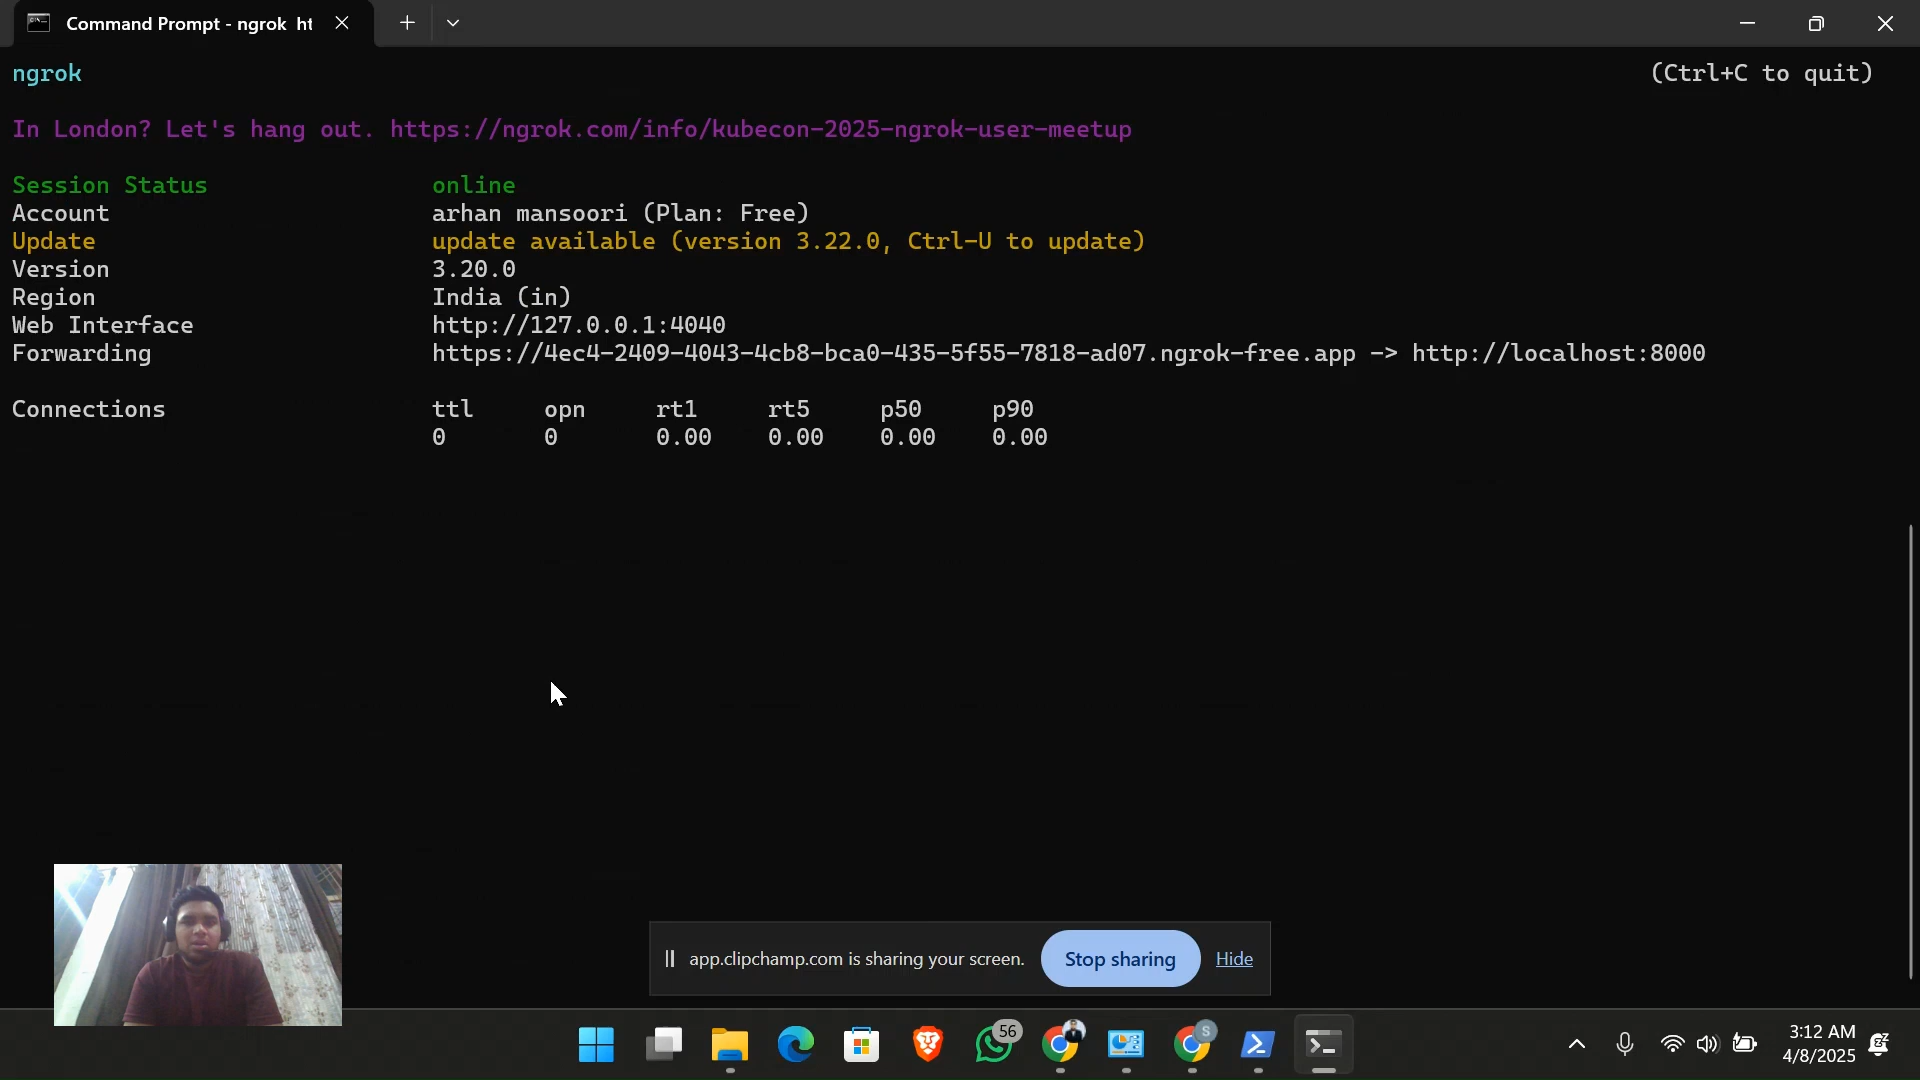 Command Prompt - ngrok ht
ngrok
(Ctrl+C to quit)
In London? Let's hang out. https://ngrok.com/info/kubecon-2025-ngrok-user-meetup
Session Status online
Account arhan mansoori (Plan: Free)
Update update available (version 3.22.0, Ctrl-U to update)
Version 3.20.0
Region India (in)
Web Interface http://127.0.0.1:4040
Forwarding https://4ec4-2409-4043-4cb8-bca0-435-5f55-7818-ad07.ngrok-free.app -> http://localhost:8000
Connections ttl opn rt1 rt5 p50 p90
0 0 0.00 0.00 0.00 0.00
app.clipchamp.com is sharing your screen. Stop sharing Hide
56
S
3:12 AM
4/8/2025